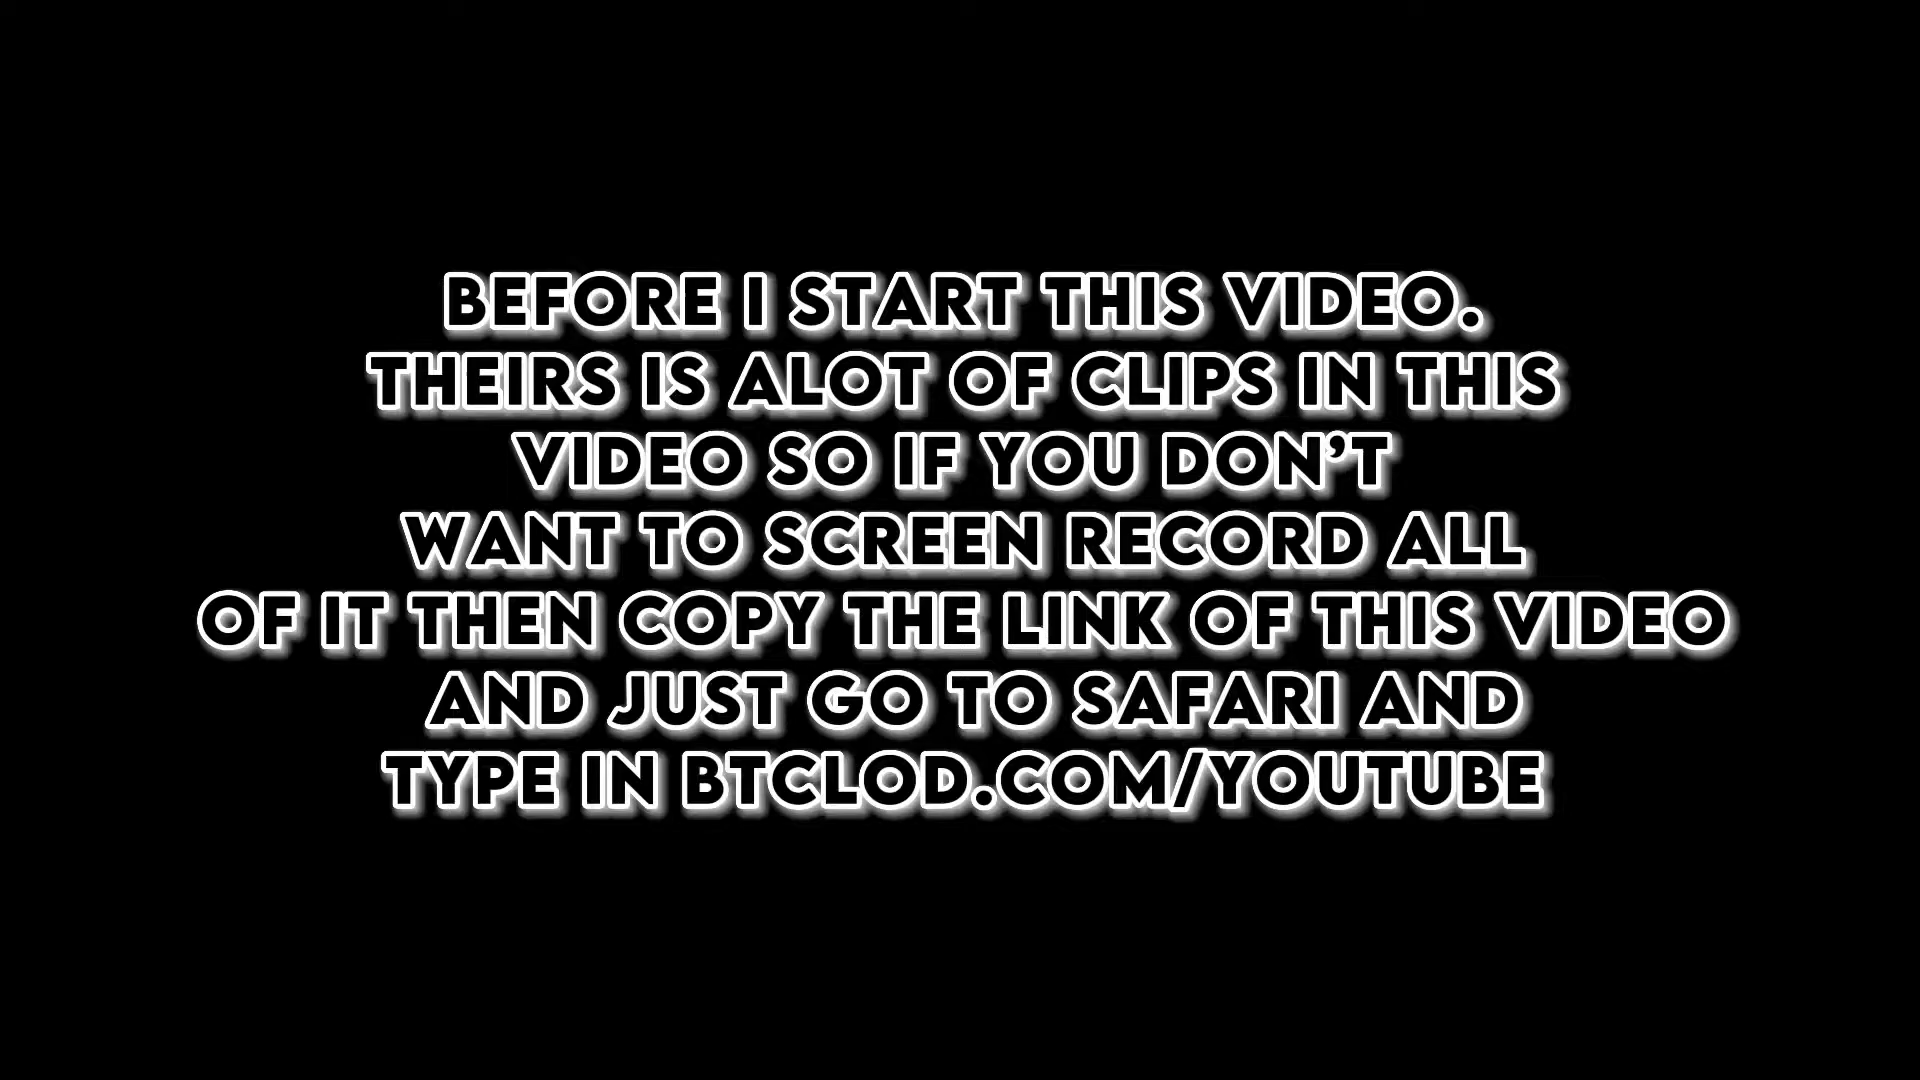 BEFORE I START THIS VIDEO.
THEIRS IS ALOT OF CLIPS IN THIS
VIDEO SO IF YOU DON'T
WANT TO SCREEN RECORD ALL
OF IT THEN COPY THE LINK OF THIS VIDEO
AND JUST GO TO SAFARI AND
TYPE IN BTCLOD.COM/YOUTUBE